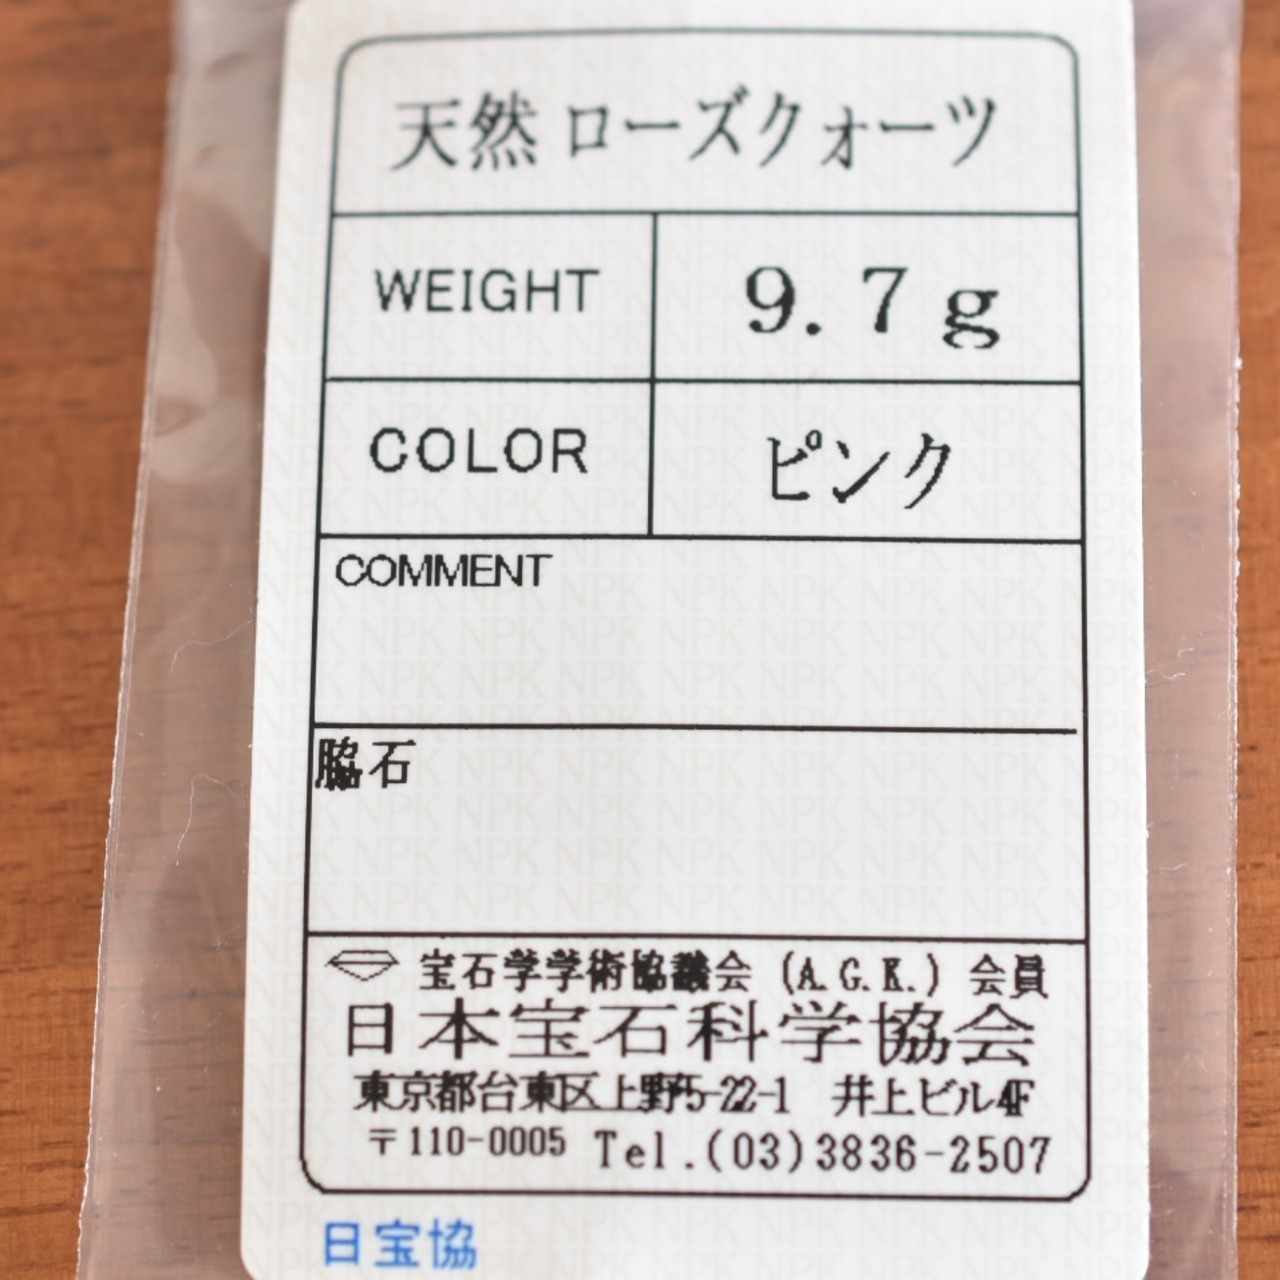 天然 ローズクォーツ
WEIGHT 9.7g
COLOR ピンク
COMMENT
脇石
宝石学学術協議会 (A.G.K.) 会員
日本宝石科学協会
東京都台東区上野5-22-1 井上ビル4F
〒110-0005 Tel.(03)3836-2507
日宝協